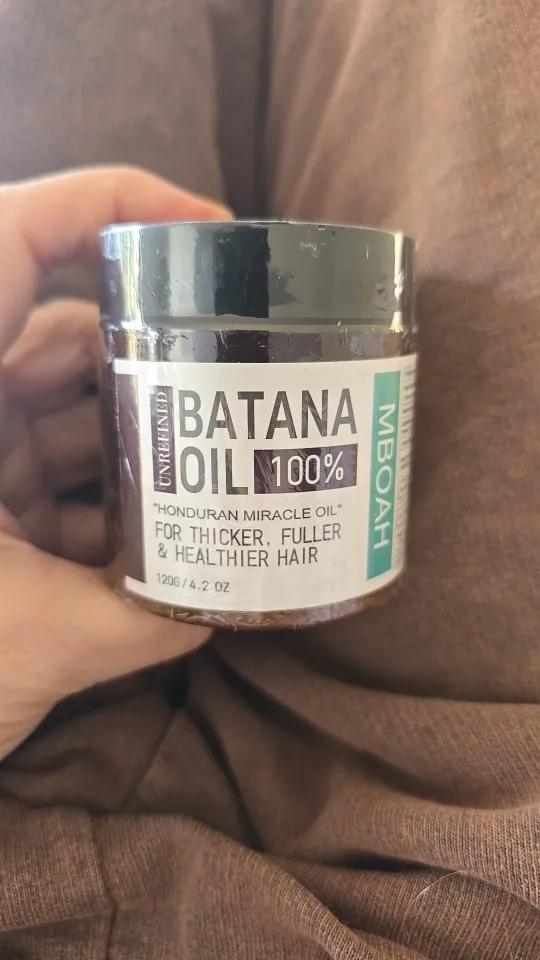 UNREFINED
BATANA
OIL 100%
"HONDURAN MIRACLE OIL"
FOR THICKER, FULLER
& HEALTHIER HAIR
120G/4.2 OZ
MBOAH